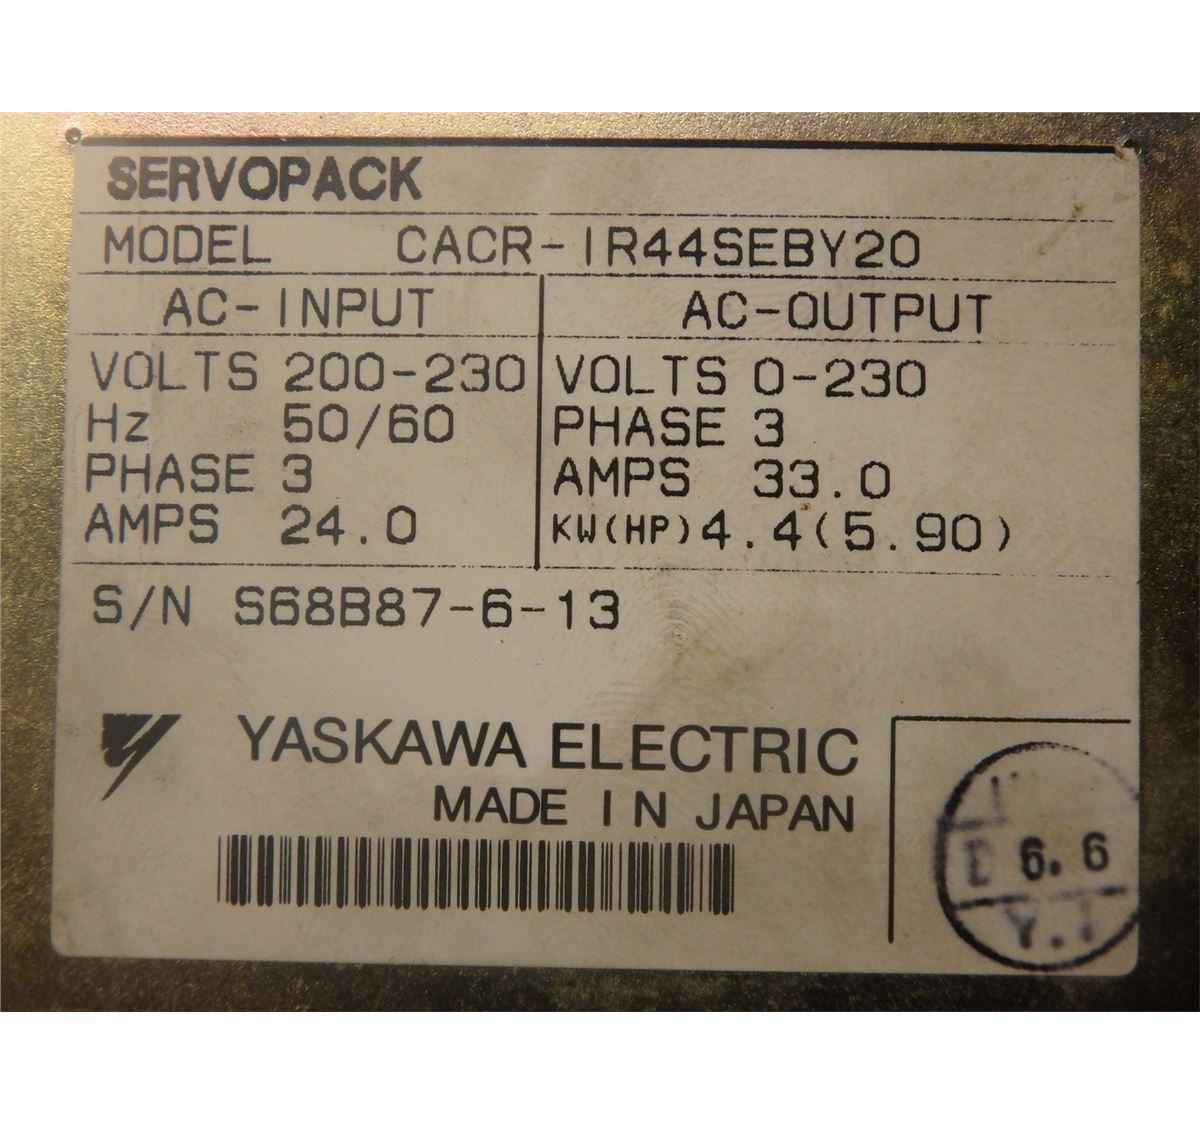 SERVOPACK
MODEL CACR-IR44SEBY20
AC-INPUT
VOLTS 200-230
Hz 50/60
PHASE 3
AMPS 24.0
AC-OUTPUT
VOLTS 0-230
PHASE 3
AMPS 33.0
KW(HP)4.4(5.90)
S/N S68B87-6-13
YASKAWA ELECTRIC
MADE IN JAPAN
6.6